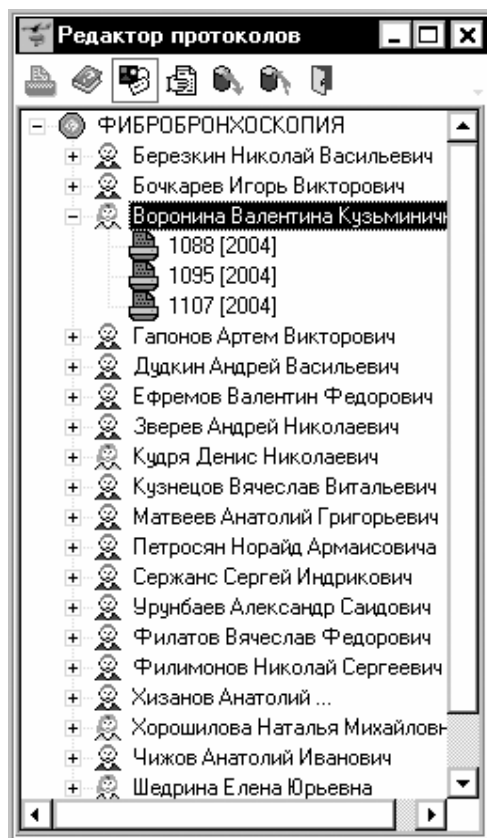 Редактор протоколов
ФИБРОБРОНХОСКОПИЯ
Березкин Николай Васильевич
Бочкарев Игорь Викторович
Воронина Валентина Кузьминичн
1088 [2004]
1095 [2004]
1107 [2004]
Гапонов Артем Викторович
Дудкин Андрей Васильевич
Ефремов Валентин Федорович
Зверев Андрей Николаевич
Кудря Денис Николаевич
Кузнецов Вячеслав Витальевич
Матвеев Анатолий Григорьевич
Петросян Норайд Армаисовича
Сержанс Сергей Индрикович
Урунбаев Александр Саидович
Филатов Вячеслав Федорович
Филимонов Николай Сергеевич
Хизанов Анатолий ...
Хорошилова Наталья Михайловн
Чижов Анатолий Иванович
Шедрина Елена Юрьевна